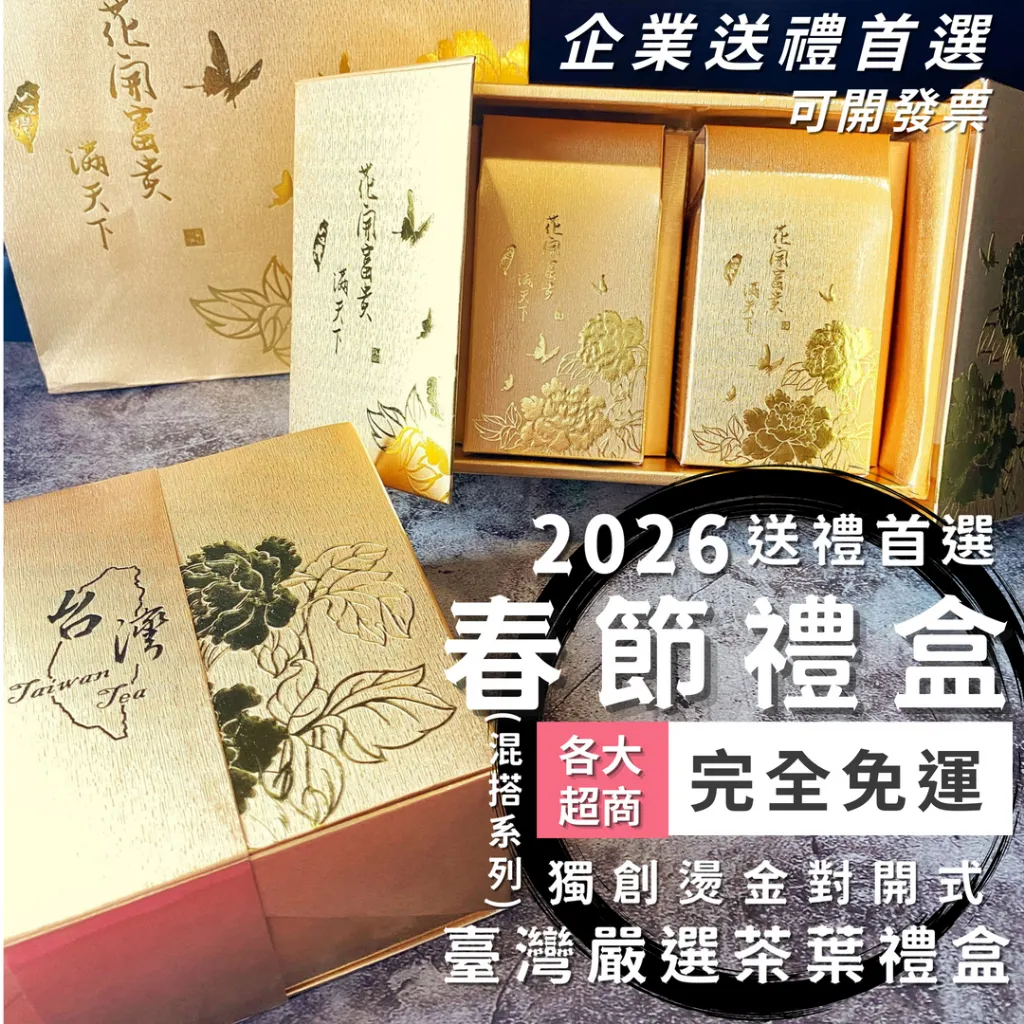 企業送禮首選
可開發票
花開富貴
滿天下
花開富貴
滿天下
花開富貴
滿天下
花開富貴
滿天下
台灣
Taiwan Tea
2026送禮首選
春節禮盒
(混搭系列)
各大
超商
完全免運
獨創燙金對開式
臺灣嚴選茶葉禮盒